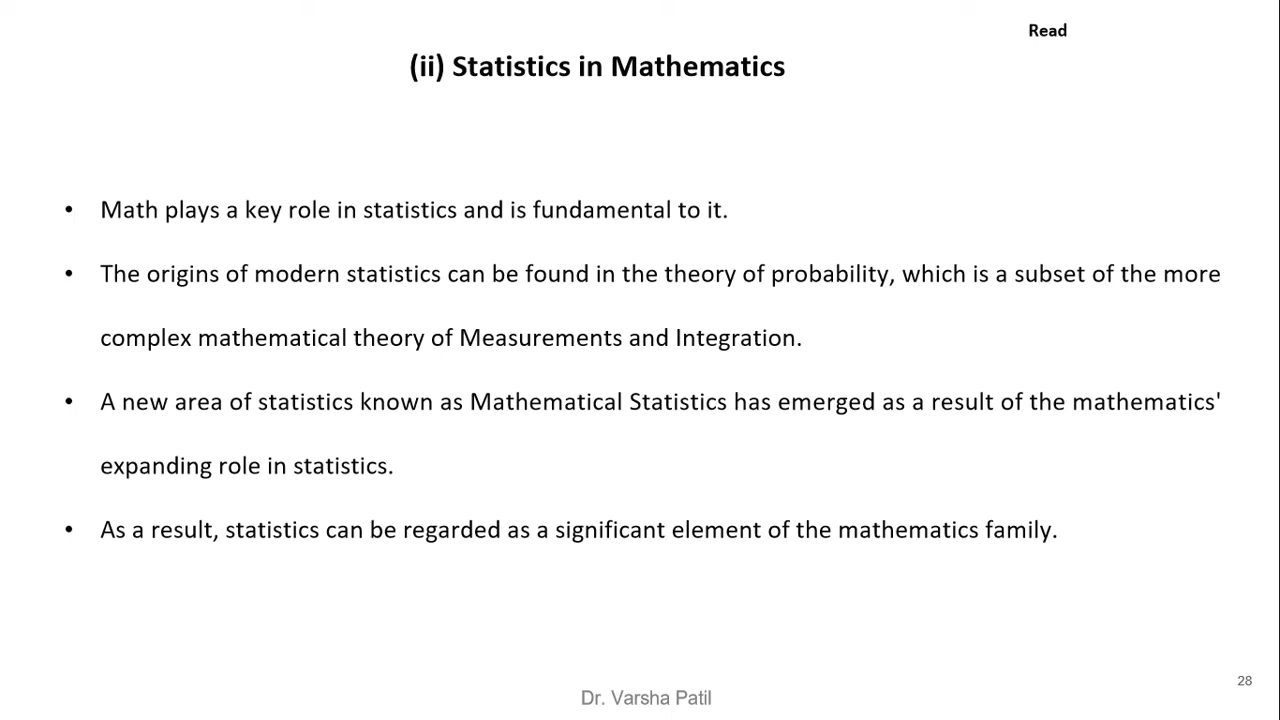 Read
(ii) Statistics in Mathematics
• Math plays a key role in statistics and is fundamental to it.
• The origins of modern statistics can be found in the theory of probability, which is a subset of the more
complex mathematical theory of Measurements and Integration.
• A new area of statistics known as Mathematical Statistics has emerged as a result of the mathematics'
expanding role in statistics.
• As a result, statistics can be regarded as a significant element of the mathematics family.
28
Dr. Varsha Patil